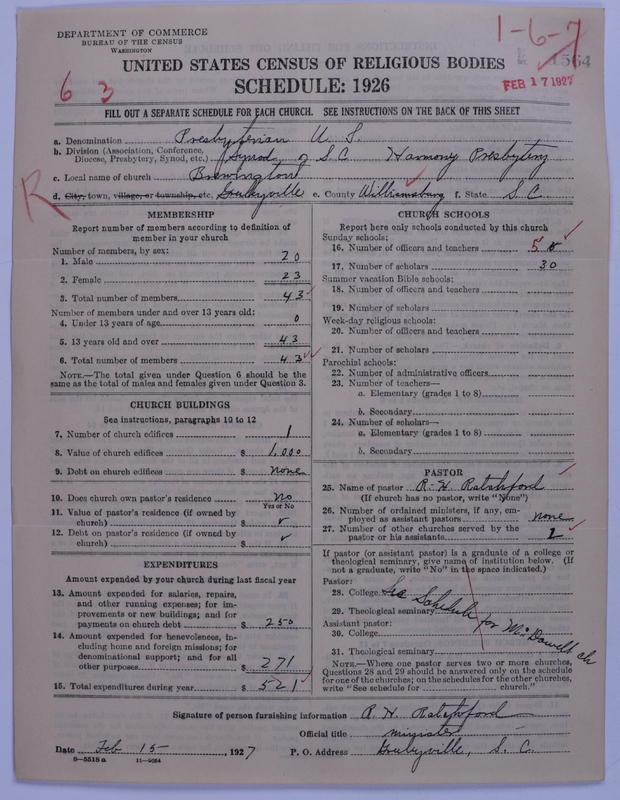 DEPARTMENT OF COMMERCE
BUREAU OF THE CENSUS
WASHINGTON
1-6-7
1564
FEB 17 1927
UNITED STATES CENSUS OF RELIGIOUS BODIES
SCHEDULE: 1926
6 3
FILL OUT A SEPARATE SCHEDULE FOR EACH CHURCH. SEE INSTRUCTIONS ON THE BACK OF THIS SHEET
a. Denomination Presbyterian U. S.
b. Division (Association, Conference, Diocese, Presbytery, Synod, etc.) Synod of S.C. Harmony Presbytery
c. Local name of church Brewington
R
d. City, town, village, or township, etc. Greelyville e. County Williamsburg f. State S C
MEMBERSHIP
Report number of members according to definition of
member in your church
Number of members, by sex:
1. Male 20
2. Female 23
3. Total number of members 43
Number of members under and over 13 years old:
4. Under 13 years of age 0
5. 13 years old and over 43
6. Total number of members 43
NOTE.—The total given under Question 6 should be
same as the total of males and females given under Question 3.
CHURCH BUILDINGS
See instructions, paragraphs 10 to 12
7. Number of church edifices 1
8. Value of church edifices $ 1,000
9. Debt on church edifices $ none
10. Does church own pastor's residence no
Yes or No
11. Value of pastor's residence (if owned by
church) $ ✓
12. Debt on pastor's residence (if owned by
church) $ ✓
EXPENDITURES
Amount expended by your church during last fiscal year
13. Amount expended for salaries, repairs,
and other running expenses; for im-
provements or new buildings; and for
payments on church debt $ 250
14. Amount expended for benevolences, in-
cluding home and foreign missions; for
denominational support; and for all
other purposes $ 271
15. Total expenditures during year $ 521
CHURCH SCHOOLS
Report here only schools conducted by this church
Sunday schools:
16. Number of officers and teachers 5
17. Number of scholars 30
Summer vacation Bible schools:
18. Number of officers and teachers
19. Number of scholars
Week-day religious schools:
20. Number of officers and teachers
21. Number of scholars
Parochial schools:
22. Number of administrative officers
23. Number of teachers—
a. Elementary (grades 1 to 8)
b. Secondary
24. Number of scholars—
a. Elementary (grades 1 to 8)
b. Secondary
PASTOR
25. Name of pastor R. H. Ratchford
(If church has no pastor, write "None")
26. Number of ordained ministers, if any, em-
ployed as assistant pastors none
27. Number of other churches served by the
pastor or his assistants 2
If pastor (or assistant pastor) is a graduate of a college or
theological seminary, give name of institution below. (If
not a graduate, write "No" in the space indicated.)
Pastor:
28. College See Schedule for McDowell ch
29. Theological seminary
Assistant pastor:
30. College
31. Theological seminary
NOTE.—Where one pastor serves two or more churches,
Questions 28 and 29 should be answered only on the schedule
for one of the churches; on the schedules for the other churches,
write "See schedule for church."
Signature of person furnishing information R. H. Ratchford
Official title minister
Date Feb 15 1927 P. O. Address Greelyville, S. C.
8-5518 a 11-9034